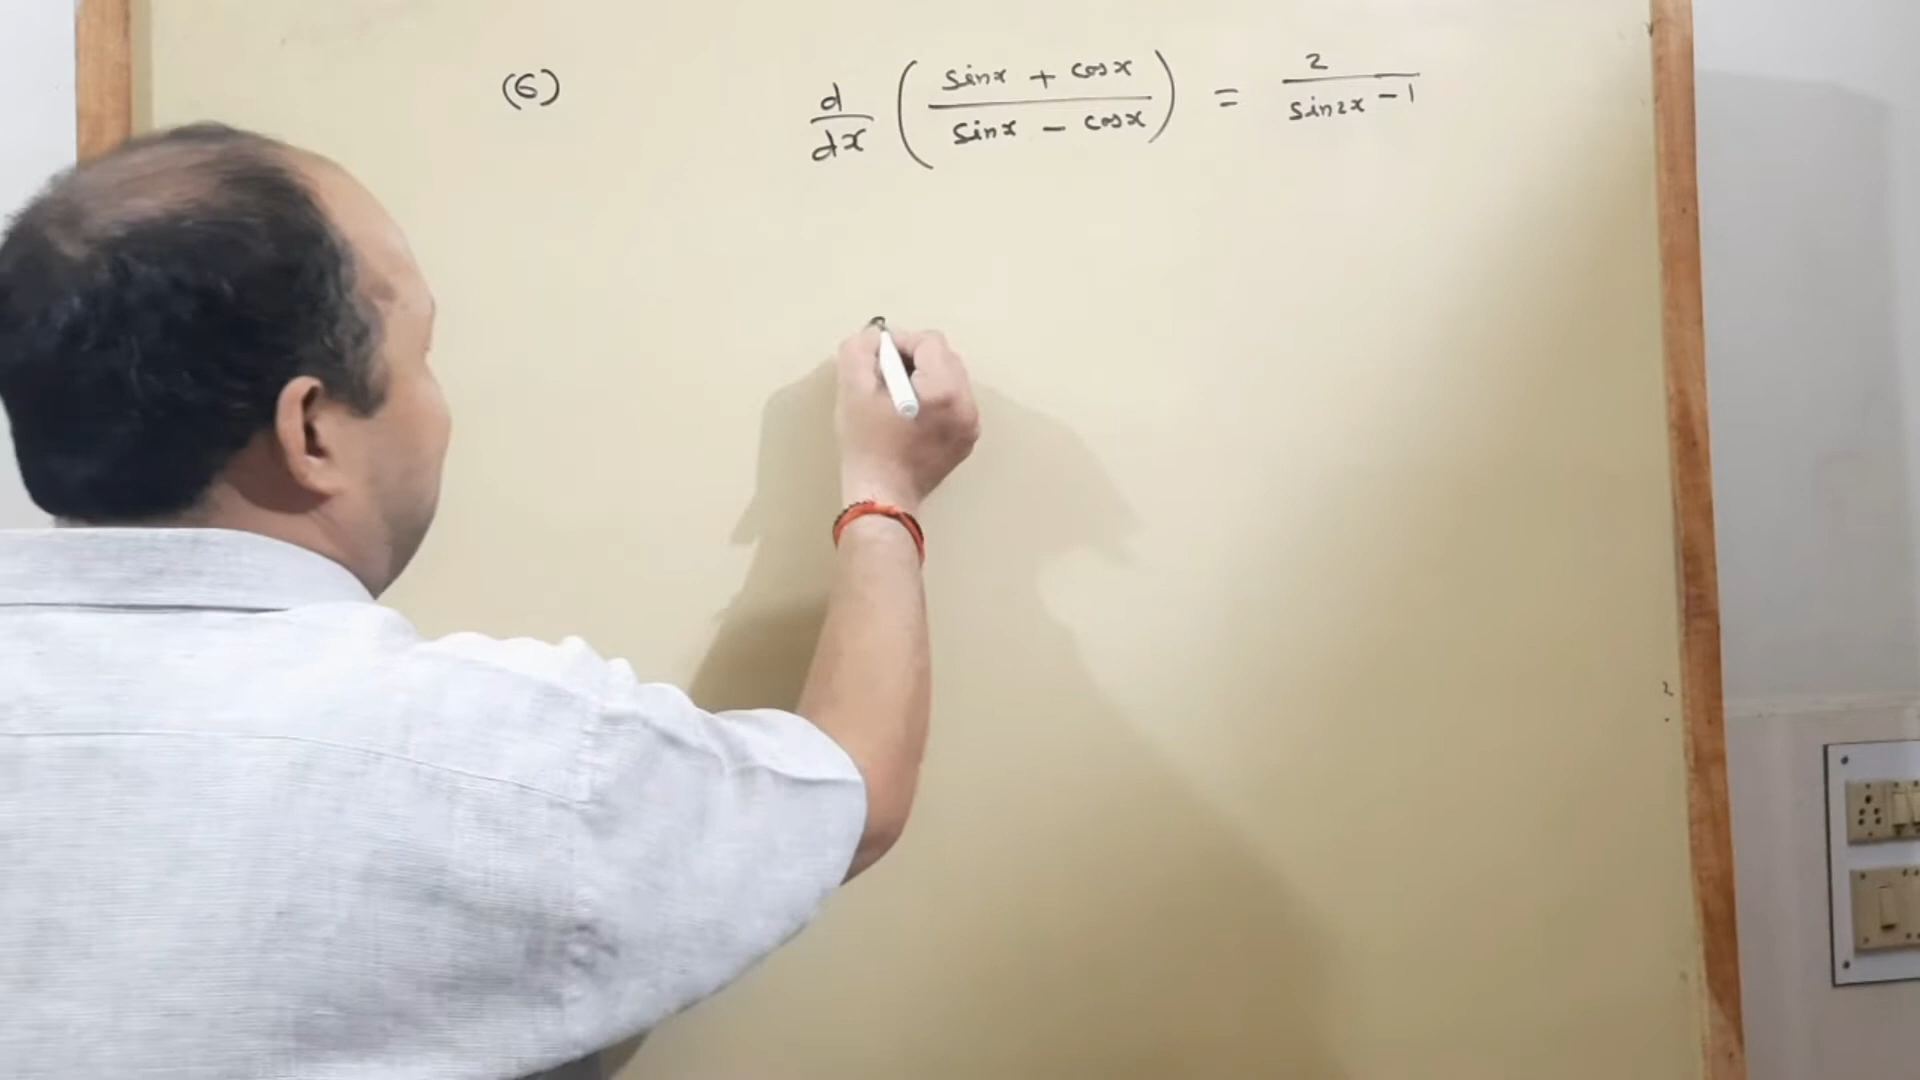 (6) d/dx ( (sinx + cosx)/(sinx - cosx) ) = 2/(sin2x - 1)